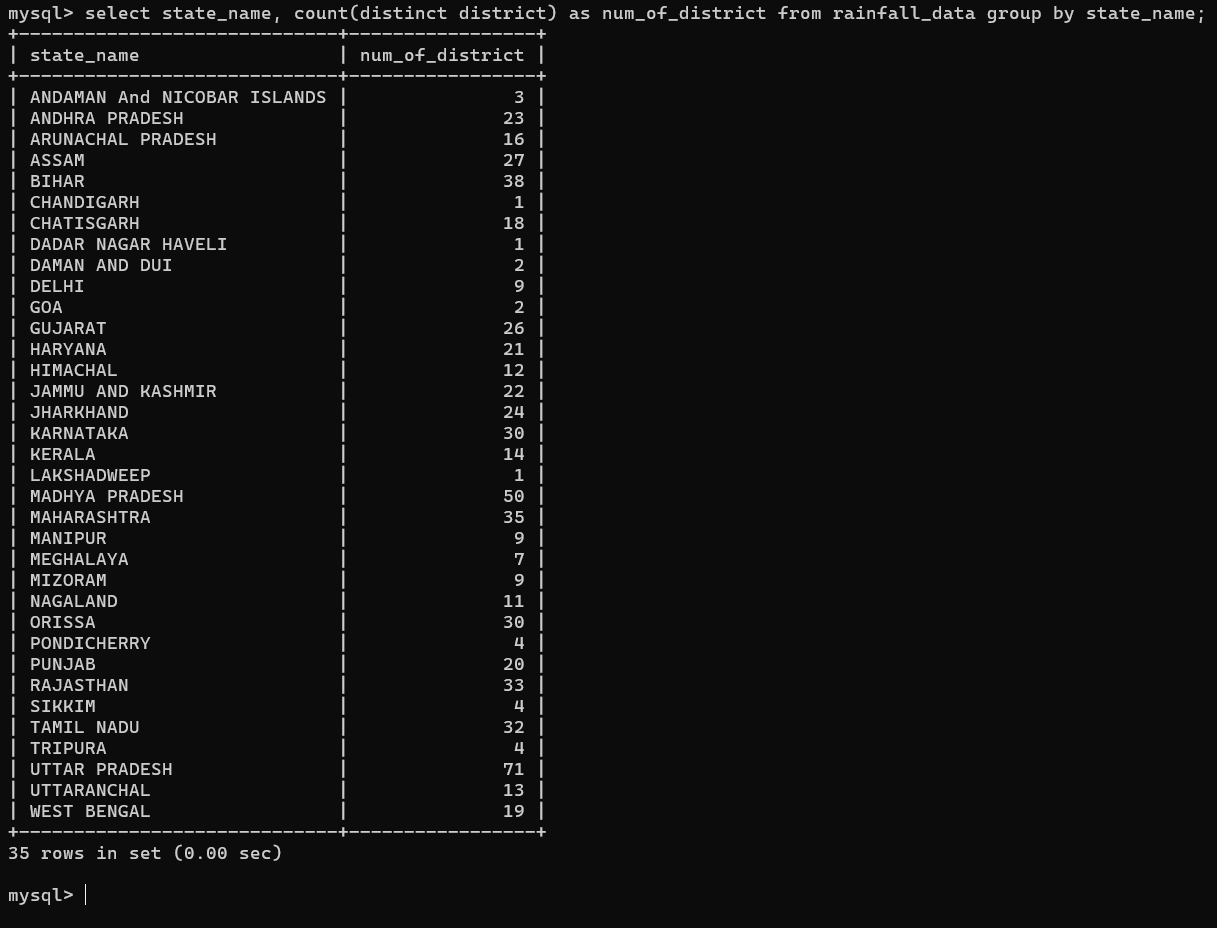 mysql> select state_name, count(distinct district) as num_of_district from rainfall_data group by state_name;
+-----------------------------+-----------------+
| state_name                  | num_of_district |
+-----------------------------+-----------------+
| ANDAMAN And NICOBAR ISLANDS |               3 |
| ANDHRA PRADESH              |              23 |
| ARUNACHAL PRADESH           |              16 |
| ASSAM                       |              27 |
| BIHAR                       |              38 |
| CHANDIGARH                  |               1 |
| CHATISGARH                  |              18 |
| DADAR NAGAR HAVELI          |               1 |
| DAMAN AND DUI               |               2 |
| DELHI                       |               9 |
| GOA                         |               2 |
| GUJARAT                     |              26 |
| HARYANA                     |              21 |
| HIMACHAL                    |              12 |
| JAMMU AND KASHMIR           |              22 |
| JHARKHAND                   |              24 |
| KARNATAKA                   |              30 |
| KERALA                      |              14 |
| LAKSHADWEEP                 |               1 |
| MADHYA PRADESH              |              50 |
| MAHARASHTRA                 |              35 |
| MANIPUR                     |               9 |
| MEGHALAYA                   |               7 |
| MIZORAM                     |               9 |
| NAGALAND                    |              11 |
| ORISSA                      |              30 |
| PONDICHERRY                 |               4 |
| PUNJAB                      |              20 |
| RAJASTHAN                   |              33 |
| SIKKIM                      |               4 |
| TAMIL NADU                  |              32 |
| TRIPURA                     |               4 |
| UTTAR PRADESH               |              71 |
| UTTARANCHAL                 |              13 |
| WEST BENGAL                 |              19 |
+-----------------------------+-----------------+
35 rows in set (0.00 sec)
mysql>